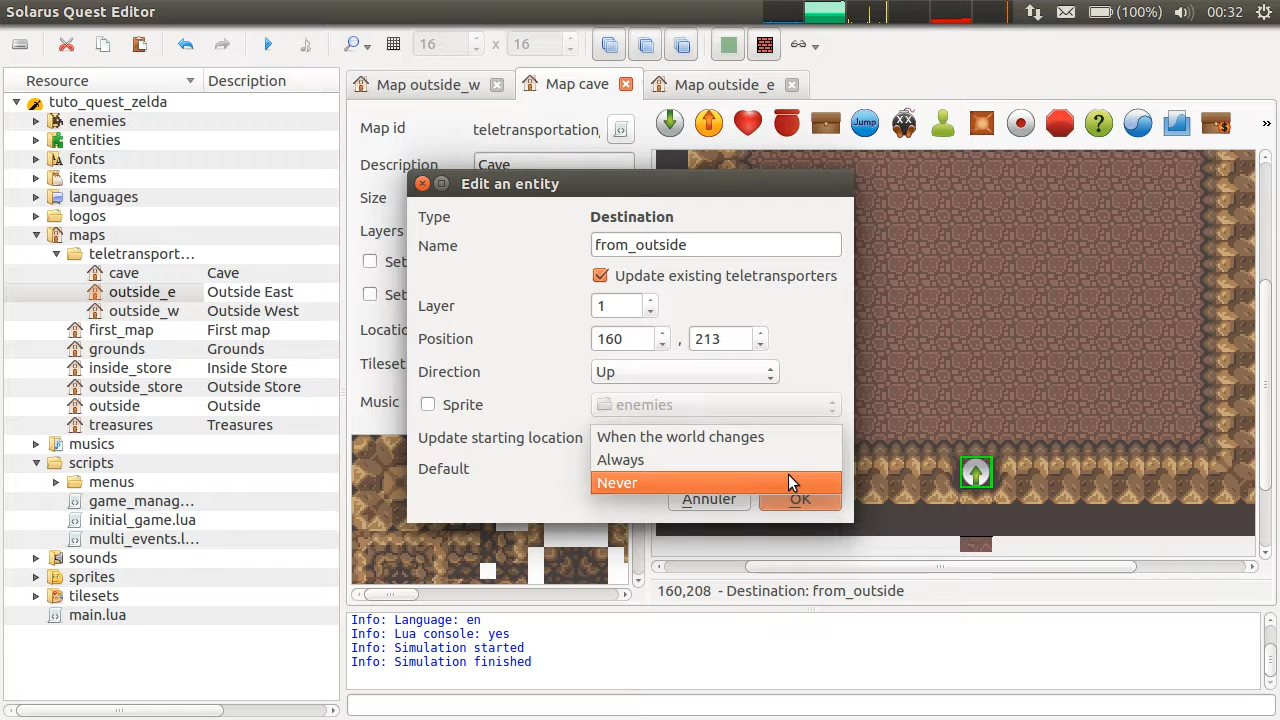 Solarus Quest Editor
(100%)
00:32
16 x 16
Resource Description
tuto_quest_zelda
enemies
entities
fonts
items
languages
logos
maps
teletransport...
cave Cave
outside_e Outside East
outside_w Outside West
first_map First map
grounds Grounds
inside_store Inside Store
outside_store Outside Store
outside Outside
treasures Treasures
musics
scripts
menus
game_manag...
initial_game.lua
multi_events.l...
sounds
sprites
tilesets
main.lua
Map outside_w
Map cave
Map outside_e
Map id teletransportation
Description Cave
Size
Layers
Set
Set
Locatio
Tileset
Music
Jump
»
Edit an entity
Type Destination
Name from_outside
Update existing teletransporters
Layer 1
Position 160 , 213
Direction Up
Sprite enemies
Update starting location
When the world changes
Always
Never
Default
Annuler OK
160,208 - Destination: from_outside
Info: Language: en
Info: Lua console: yes
Info: Simulation started
Info: Simulation finished